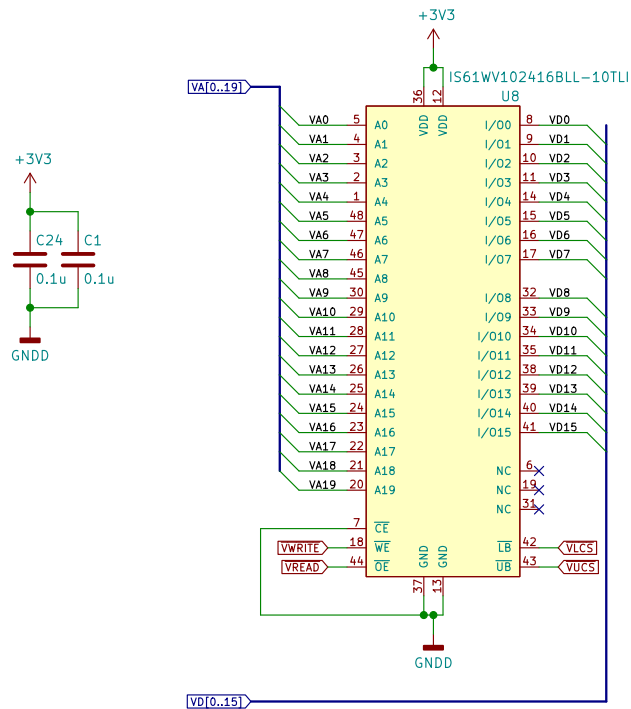 +3V3
IS61WV102416BLL-10TLI
U8
VA[0..19]
36 12
VDD VDD
VA0 5 A0 I/O0 8 VD0
VA1 4 A1 I/O1 9 VD1
VA2 3 A2 I/O2 10 VD2
VA3 2 A3 I/O3 11 VD3
VA4 1 A4 I/O4 14 VD4
VA5 48 A5 I/O5 15 VD5
VA6 47 A6 I/O6 16 VD6
VA7 46 A7 I/O7 17 VD7
VA8 45 A8
VA9 30 A9 I/O8 32 VD8
VA10 29 A10 I/O9 33 VD9
VA11 28 A11 I/O10 34 VD10
VA12 27 A12 I/O11 35 VD11
VA13 26 A13 I/O12 38 VD12
VA14 25 A14 I/O13 39 VD13
VA15 24 A15 I/O14 40 VD14
VA16 23 A16 I/O15 41 VD15
VA17 22 A17
VA18 21 A18 NC 6
VA19 20 A19 NC 19
NC 31
7 CE
VWRITE 18 WE LB 42 VLCS
VREAD 44 OE UB 43 VUCS
GND GND
37 13
GNDD
VD[0..15]
+3V3
C24 C1
0.1u 0.1u
GNDD